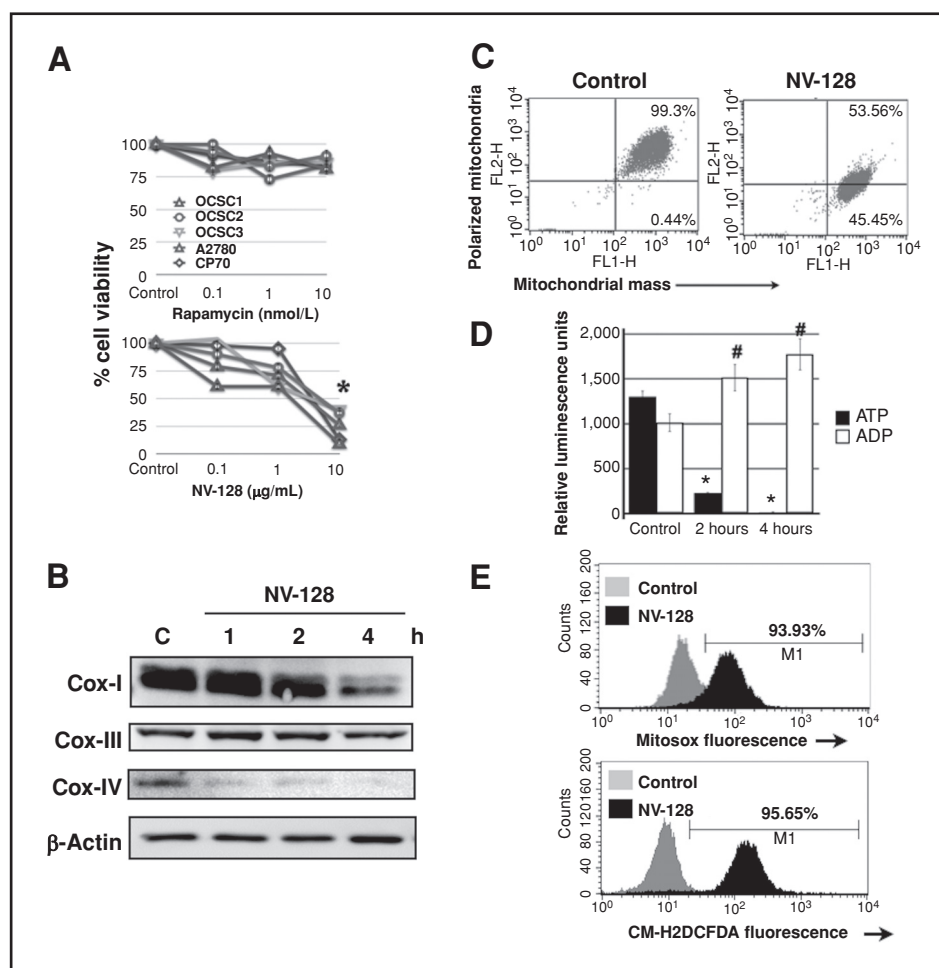 A
100
75
50
25
0
OCSC1
OCSC2
OCSC3
A2780
CP70
Control 0.1 1 10
Rapamycin (nmol/L)
% cell viability
100
75
50
25
0
*
Control 0.1 1 10
NV-128 (μg/mL)
B
NV-128
C 1 2 4 h
Cox-I
Cox-III
Cox-IV
β-Actin
C
Control
NV-128
Polarized mitochondria
FL2-H
10⁰ 10¹ 10² 10³ 10⁴
99.3%
0.44%
10⁰ 10¹ 10² 10³ 10⁴
FL1-H
FL2-H
10⁰ 10¹ 10² 10³ 10⁴
53.56%
45.45%
10⁰ 10¹ 10² 10³ 10⁴
FL1-H
Mitochondrial mass
D
Relative luminescence units
2,000
1,500
1,000
500
0
* # * #
ATP
ADP
Control 2 hours 4 hours
E
Counts
0 40 80 120 160 200
Control
NV-128
93.93%
M1
10⁰ 10¹ 10² 10³ 10⁴
Mitosox fluorescence
Counts
0 40 80 120 160 200
Control
NV-128
95.65%
M1
10⁰ 10¹ 10² 10³ 10⁴
CM-H2DCFDA fluorescence